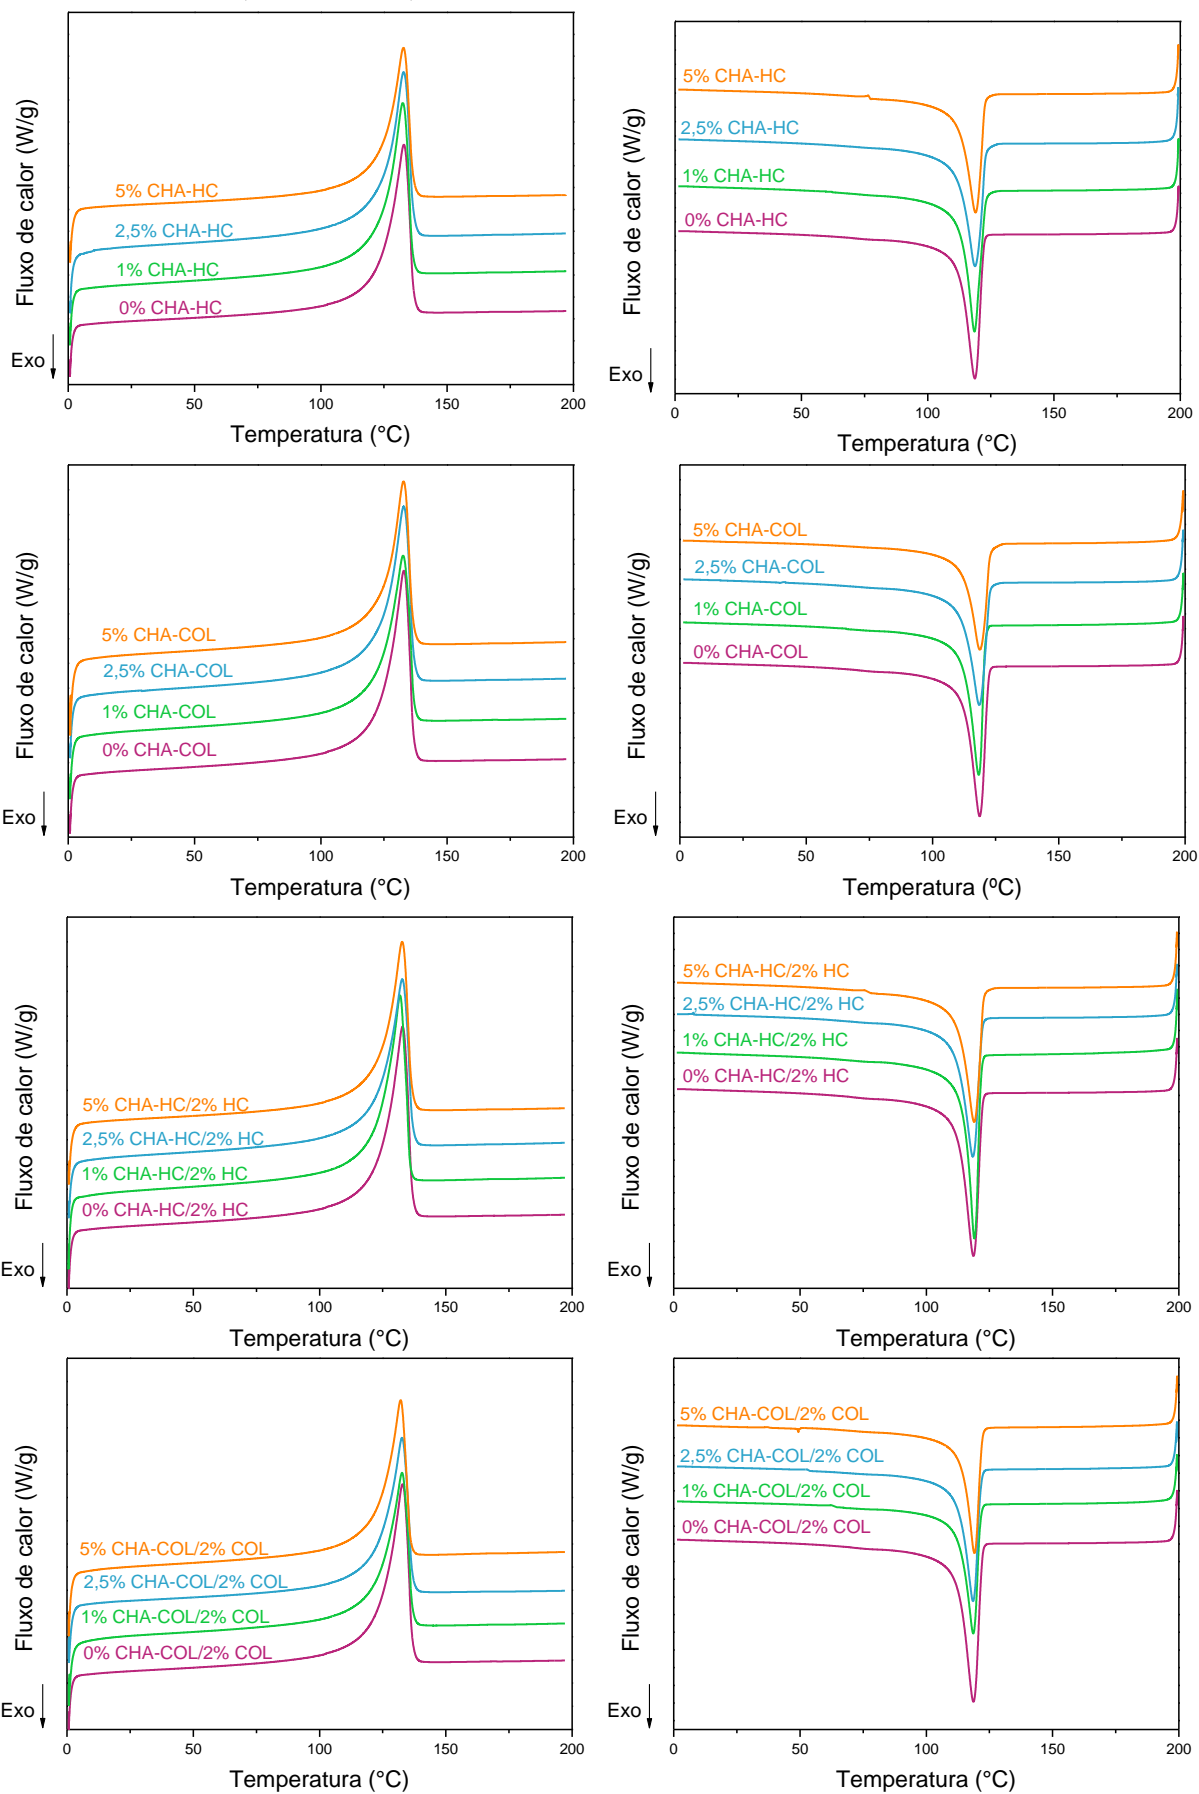 Fluxo de calor (W/g)
5% CHA-HC
2,5% CHA-HC
1% CHA-HC
0% CHA-HC
Exo
0 50 100 150 200
Temperatura (°C)
Fluxo de calor (W/g)
5% CHA-HC
2,5% CHA-HC
1% CHA-HC
0% CHA-HC
Exo
0 50 100 150 200
Temperatura (°C)
Fluxo de calor (W/g)
5% CHA-COL
2,5% CHA-COL
1% CHA-COL
0% CHA-COL
Exo
0 50 100 150 200
Temperatura (°C)
Fluxo de calor (W/g)
5% CHA-COL
2,5% CHA-COL
1% CHA-COL
0% CHA-COL
Exo
0 50 100 150 200
Temperatura (ºC)
Fluxo de calor (W/g)
5% CHA-HC/2% HC
2,5% CHA-HC/2% HC
1% CHA-HC/2% HC
0% CHA-HC/2% HC
Exo
0 50 100 150 200
Temperatura (°C)
Fluxo de calor (W/g)
5% CHA-HC/2% HC
2,5% CHA-HC/2% HC
1% CHA-HC/2% HC
0% CHA-HC/2% HC
Exo
0 50 100 150 200
Temperatura (°C)
Fluxo de calor (W/g)
5% CHA-COL/2% COL
2,5% CHA-COL/2% COL
1% CHA-COL/2% COL
0% CHA-COL/2% COL
Exo
0 50 100 150 200
Temperatura (°C)
Fluxo de calor (W/g)
5% CHA-COL/2% COL
2,5% CHA-COL/2% COL
1% CHA-COL/2% COL
0% CHA-COL/2% COL
Exo
0 50 100 150 200
Temperatura (°C)